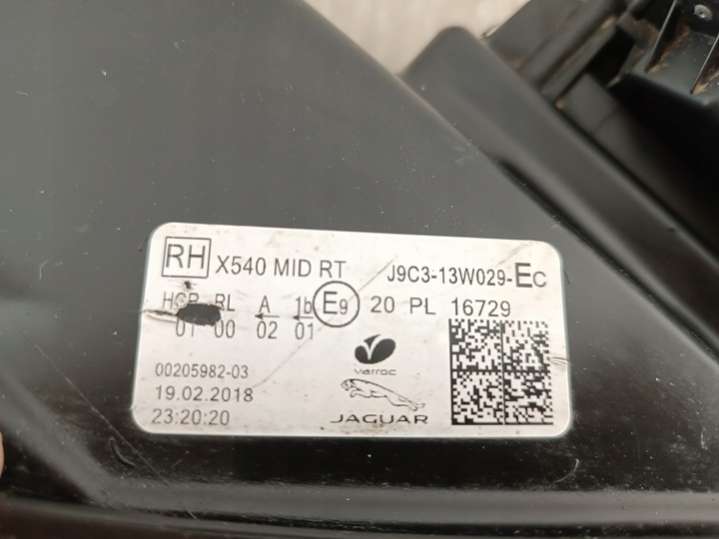 RH X540 MID RT J9C3-13W029-EC
RL A 1b E9 20 PL 16729
01 00 02 01
00205982-03
19.02.2018
23:20:20
varroc
JAGUAR